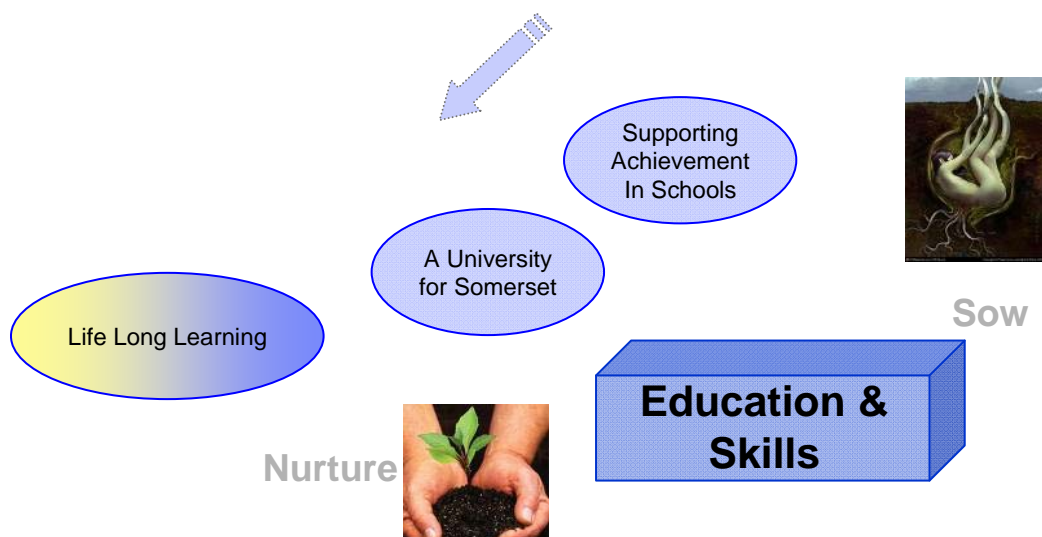 Supporting
Achievement
In Schools
A University
for Somerset
Life Long Learning
Sow
Education &
Skills
Nurture